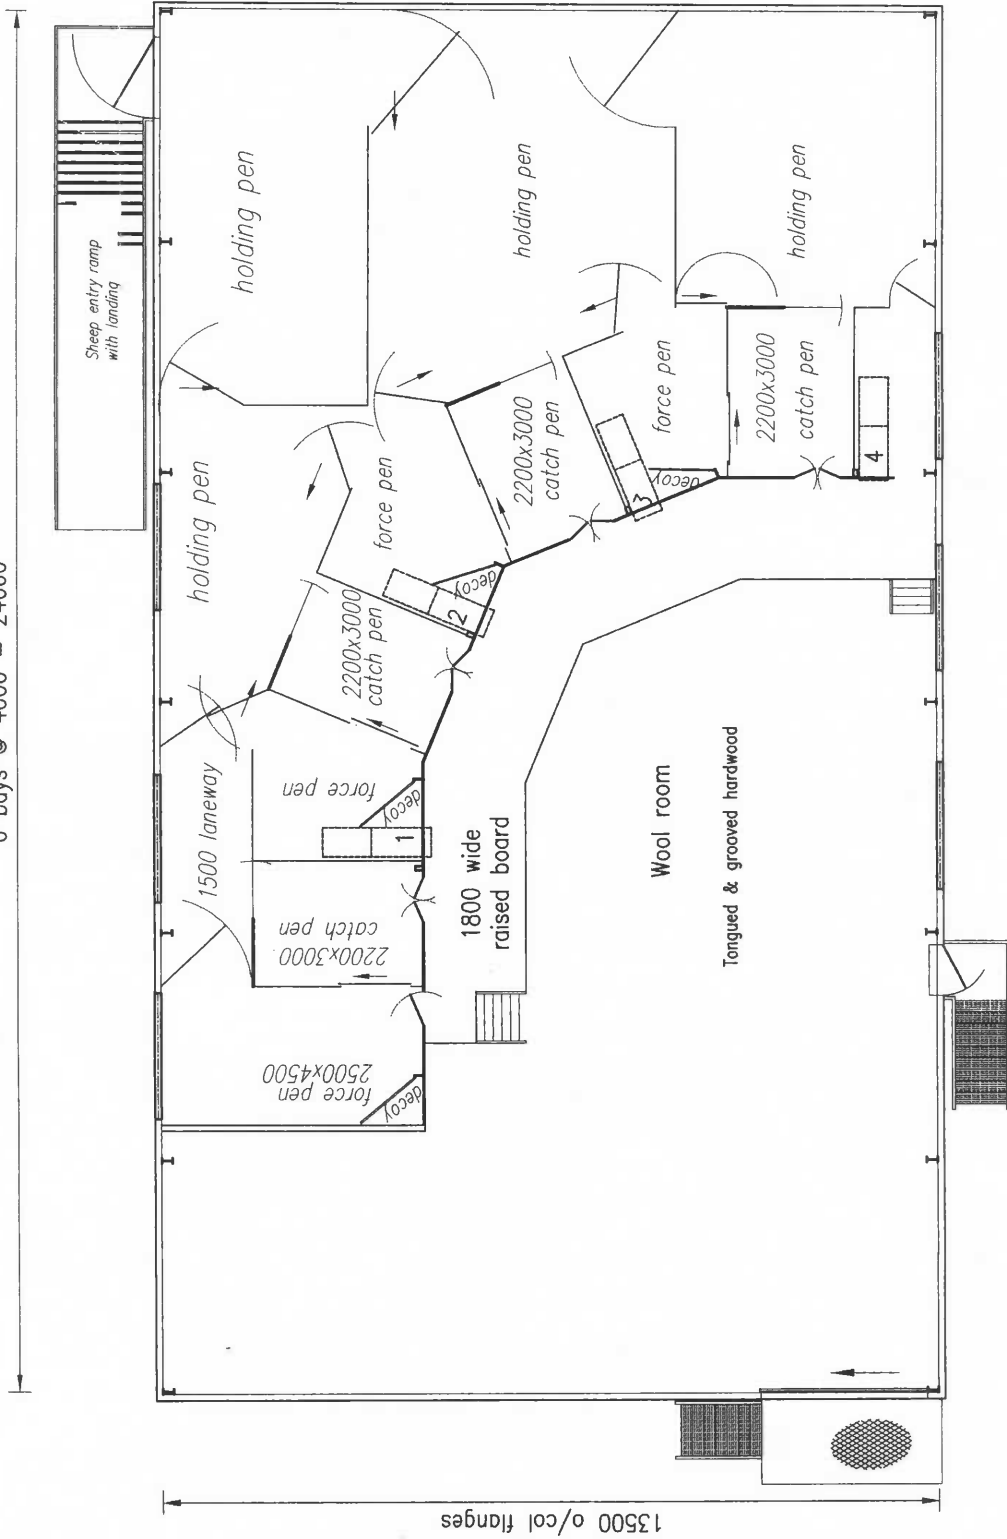 6 bays @ 4000 = 24000
Sheep entry ramp
with landing
holding pen
holding pen
holding pen
holding pen
force pen
2200x3000
catch pen
force pen
2200x3000
catch pen
3
decoy
4
force pen
decoy
2
2200x3000
catch pen
1500 laneway
force pen
decoy
1
2200x3000
catch pen
force pen
2500x4500
decoy
1800 wide
raised board
Wool room
Tongued & grooved hardwood
13500 o/col flanges